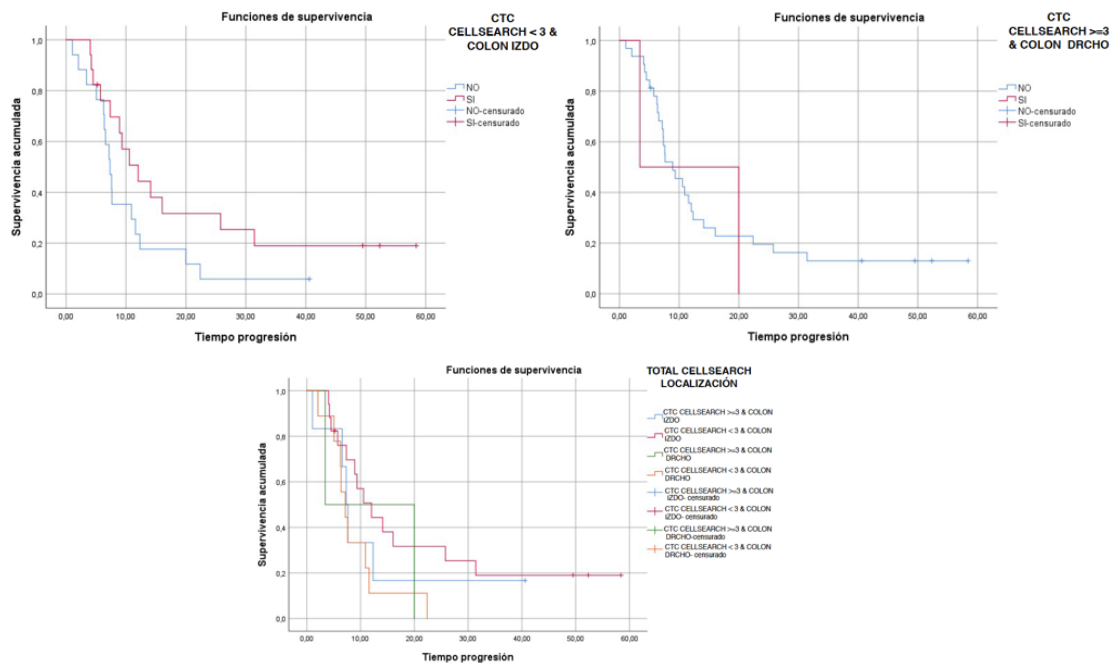 Funciones de supervivencia
CTC
CELLSEARCH < 3 &
COLON IZDO
Supervivencia acumulada
1,0
0,8
0,6
0,4
0,2
0,0
0,00 10,00 20,00 30,00 40,00 50,00 60,00
Tiempo progresión
NO
SI
NO-censurado
SI-censurado
Funciones de supervivencia
CTC
CELLSEARCH >=3
& COLON DRCHO
Supervivencia acumulada
1,0
0,8
0,6
0,4
0,2
0,0
0,00 10,00 20,00 30,00 40,00 50,00 60,00
Tiempo progresión
NO
SI
NO-censurado
SI-censurado
Funciones de supervivencia
TOTAL CELLSEARCH
LOCALIZACIÓN
Supervivencia acumulada
1,0
0,8
0,6
0,4
0,2
0,0
0,00 10,00 20,00 30,00 40,00 50,00 60,00
Tiempo progresión
CTC CELLSEARCH >=3 & COLON
IZDO
CTC CELLSEARCH < 3 & COLON
IZDO
CTC CELLSEARCH >=3 & COLON
DRCHO
CTC CELLSEARCH < 3 & COLON
DRCHO
CTC CELLSEARCH >=3 & COLON
IZDO- censurado
CTC CELLSEARCH < 3 & COLON
IZDO- censurado
CTC CELLSEARCH >=3 & COLON
DRCHO-censurado
CTC CELLSEARCH < 3 & COLON
DRCHO- censurado